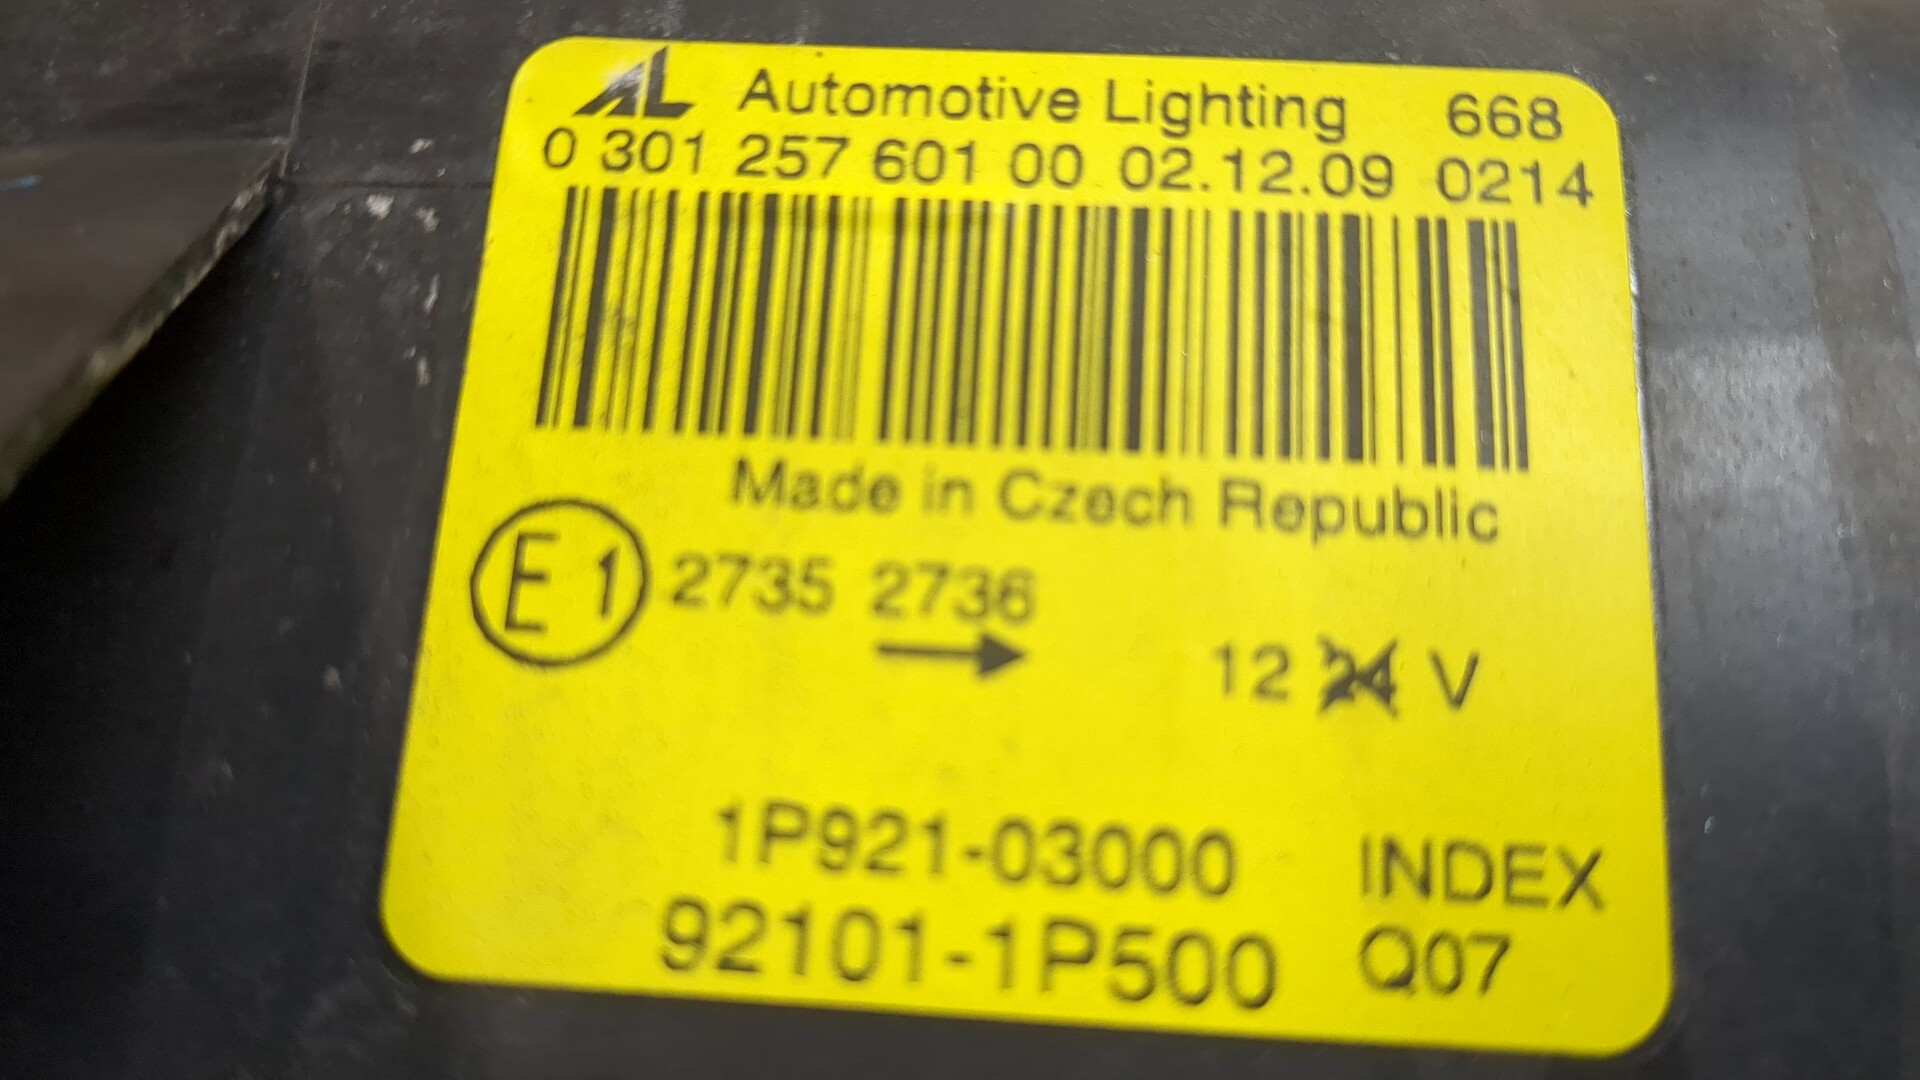 AL Automotive Lighting 668
0 301 257 601 00 02.12.09 0214
Made in Czech Republic
E1 2735 2736
12 24 V
1P921-03000 INDEX
92101-1P500 Q07